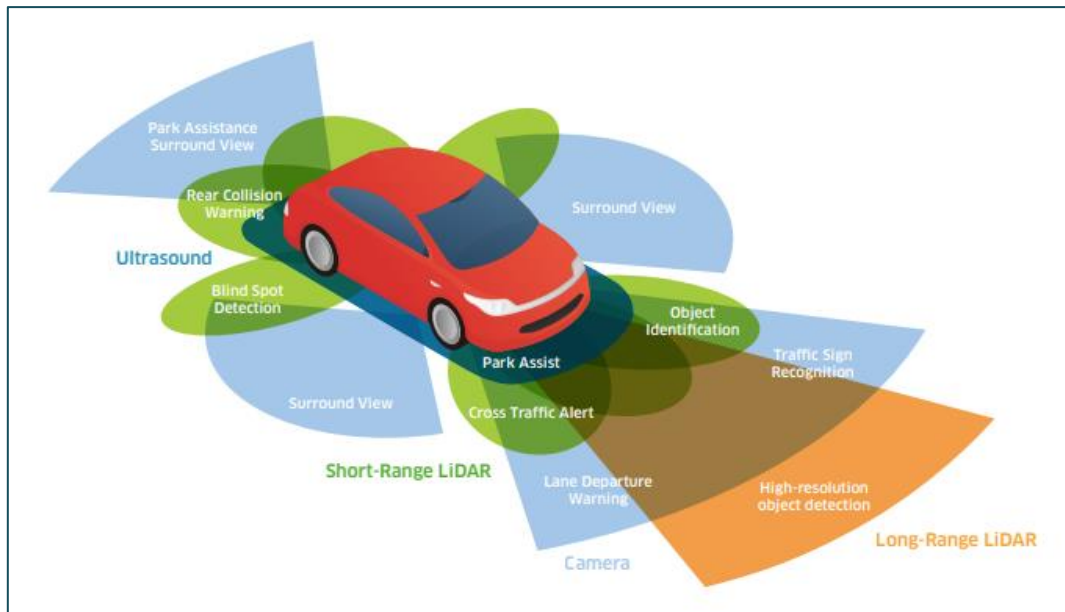 Park Assistance
Surround View
Rear Collision
Warning
Surround View
Ultrasound
Blind Spot
Detection
Object
Identification
Traffic Sign
Recognition
Park Assist
Surround View
Cross Traffic Alert
Short-Range LiDAR
Lane Departure
Warning
High-resolution
object detection
Long-Range LiDAR
Camera